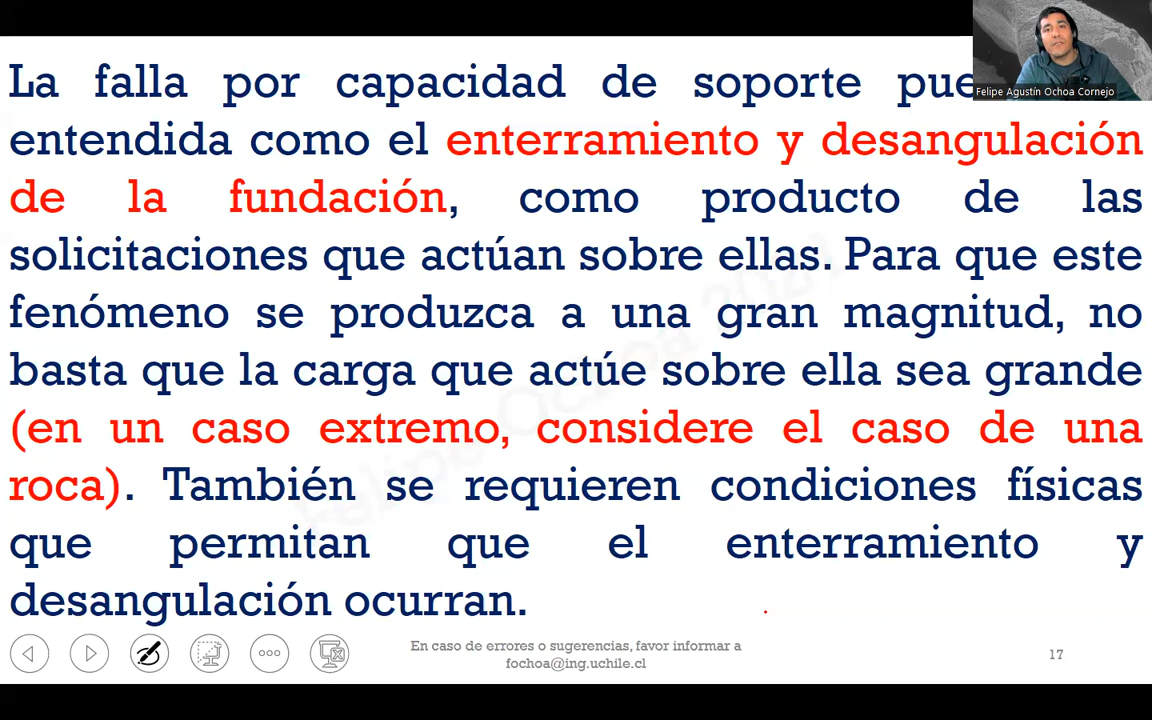 La falla por capacidad de soporte
entendida como el enterramiento y desangulación
de la fundación, como producto de las
solicitaciones que actúan sobre ellas. Para que este
fenómeno se produzca a una gran magnitud, no
basta que la carga que actúe sobre ella sea grande
(en un caso extremo, considere el caso de una
roca). También se requieren condiciones físicas
que permitan que el enterramiento y
desangulación ocurran.
Felipe Agustín Ochoa Cornejo
En caso de errores o sugerencias, favor informar a
fochoa@ing.uchile.cl
17